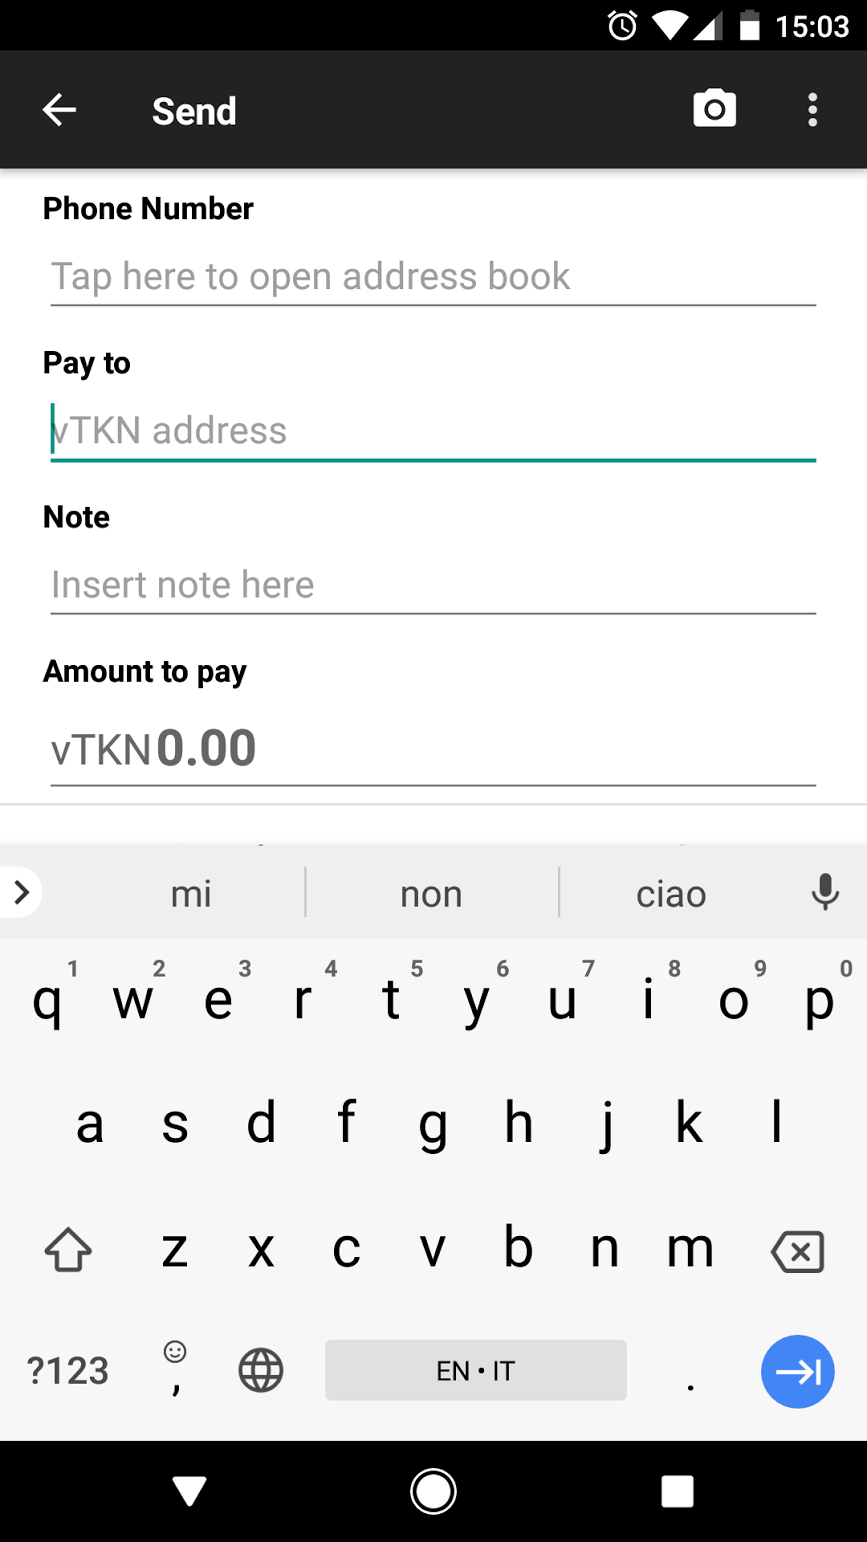 15:03
Send
Phone Number
Tap here to open address book
Pay to
vTKN address
Note
Insert note here
Amount to pay
vTKN0.00
mi non ciao
1 2 3 4 5 6 7 8 9 0
q w e r t y u i o p
a s d f g h j k l
z x c v b n m
?123 , EN • IT .